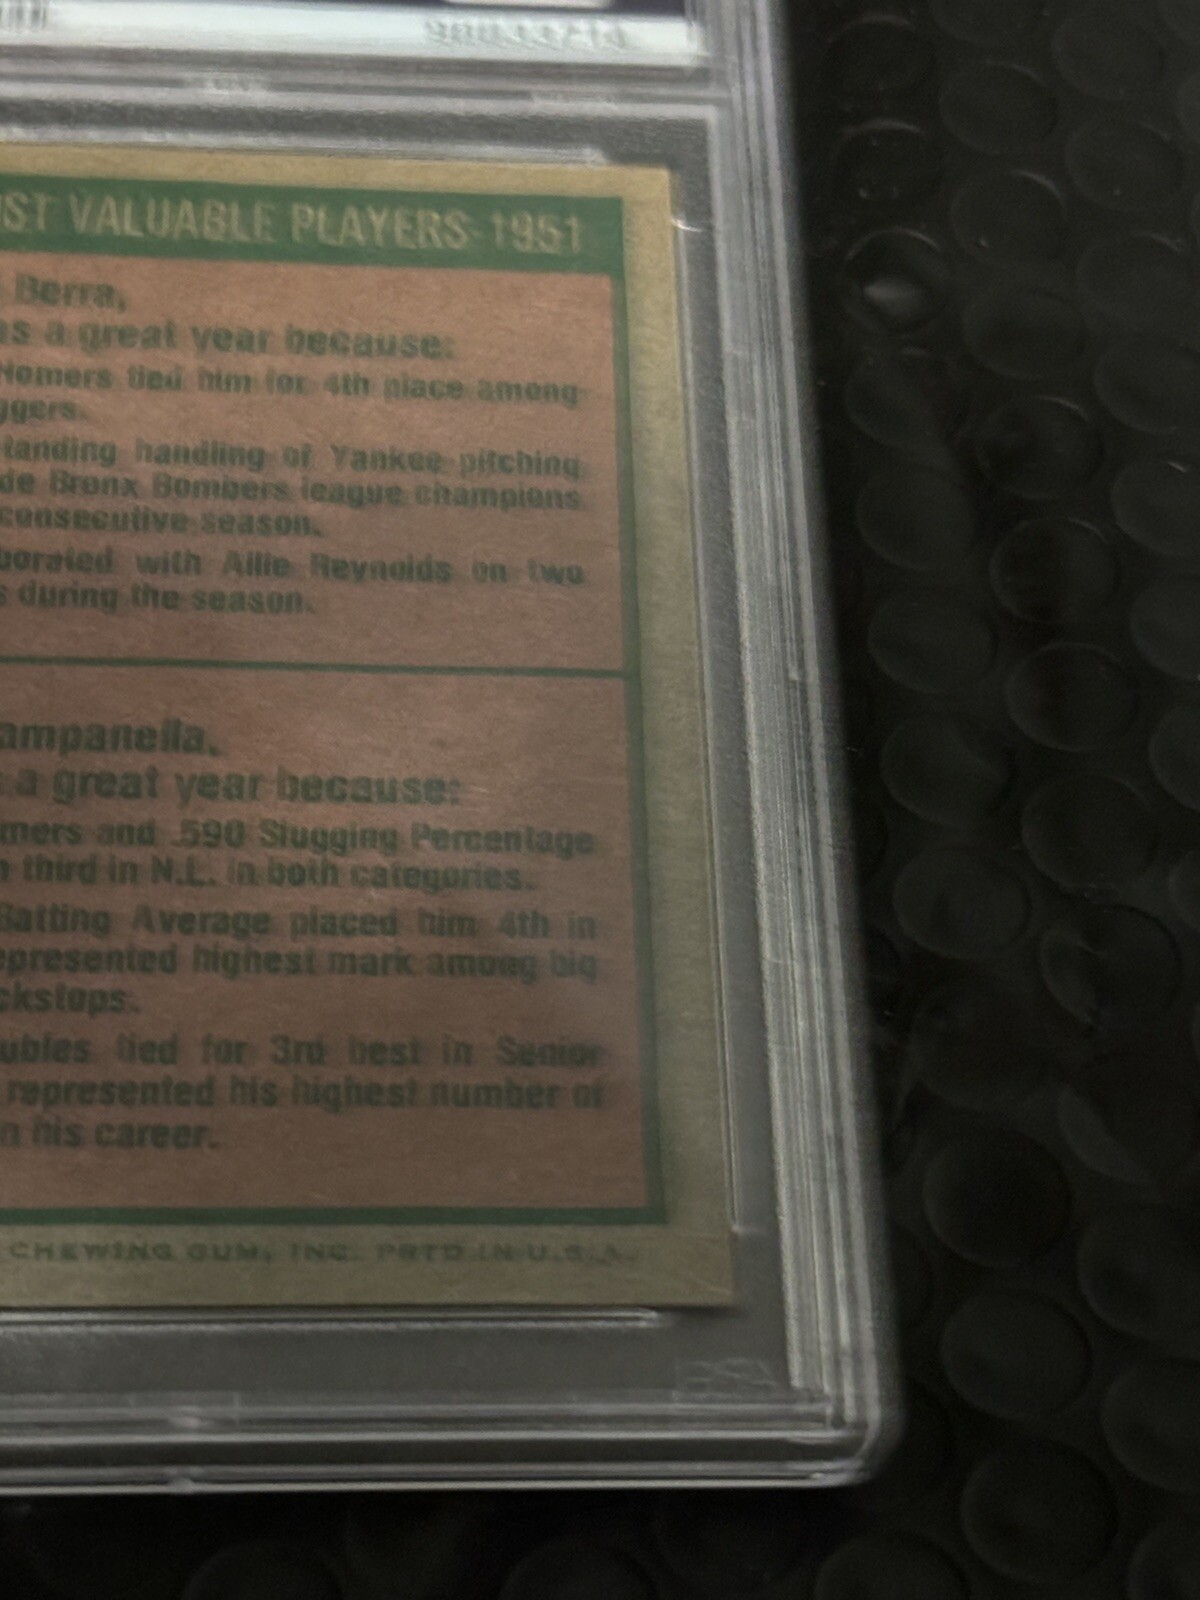 ST VALUABLE PLAYERS-1951
Berra,
s a great year because:
Homers tied him for 4th place among
ggers.
tanding handling of Yankee pitching
de Bronx Bombers league champions
consecutive season.
borated with Allie Reynolds on two
s during the season.
ampanella,
a great year because:
mers and .590 Slugging Percentage
third in N.L. in both categories.
Batting Average placed him 4th in
epresented highest mark among big
ckstops.
ubles tied for 3rd best in Senior
represented his highest number of
n his career.
CHEWING GUM, INC. PRTD. IN U.S.A.